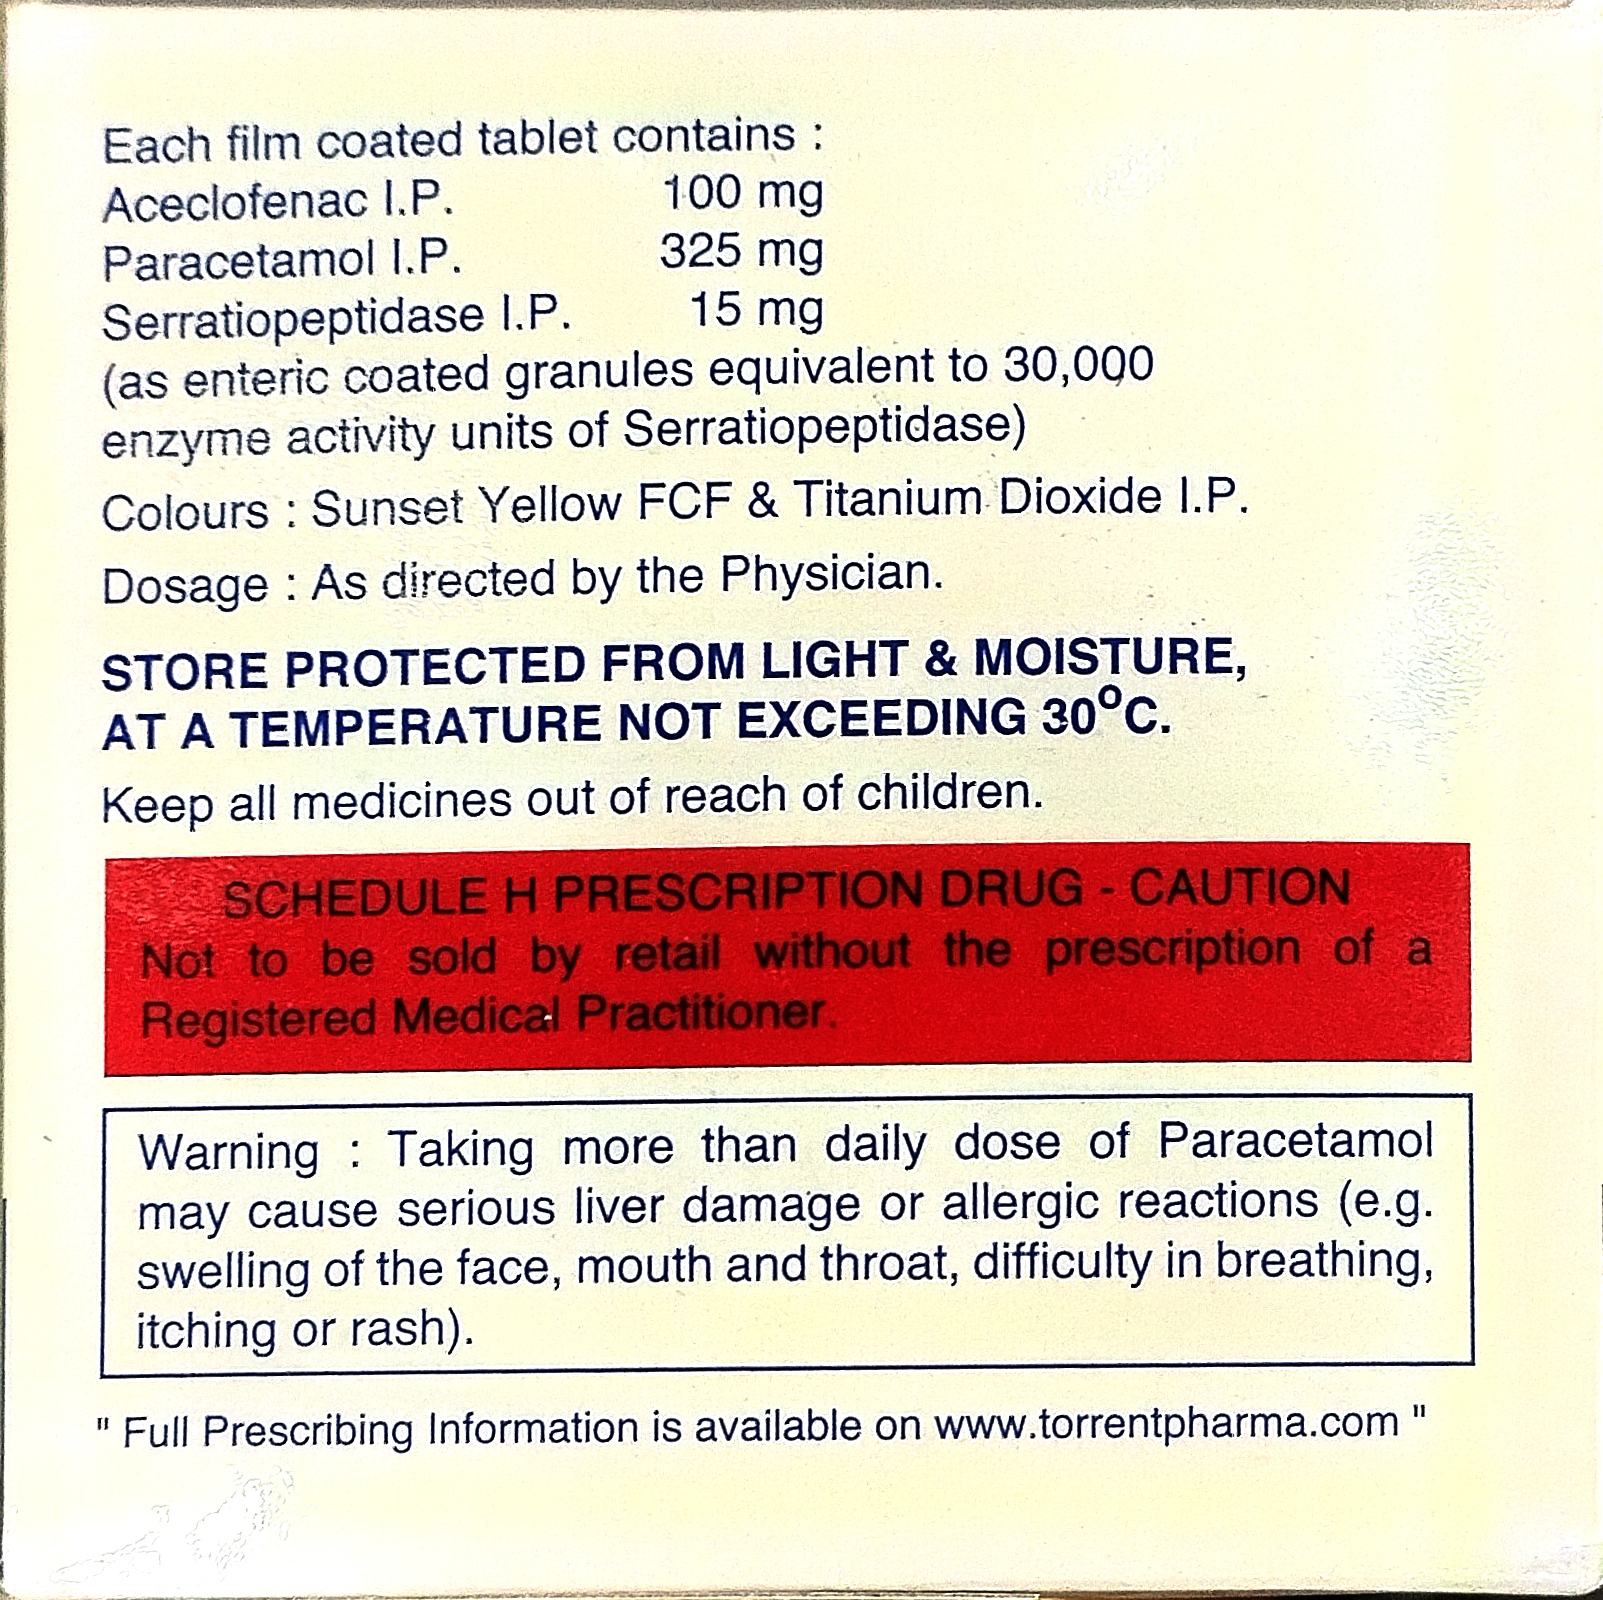 Each film coated tablet contains :
Aceclofenac I.P. 100 mg
Paracetamol I.P. 325 mg
Serratiopeptidase I.P. 15 mg
(as enteric coated granules equivalent to 30,000
enzyme activity units of Serratiopeptidase)
Colours : Sunset Yellow FCF & Titanium Dioxide I.P.
Dosage : As directed by the Physician.
STORE PROTECTED FROM LIGHT & MOISTURE,
AT A TEMPERATURE NOT EXCEEDING 30°C.
Keep all medicines out of reach of children.
SCHEDULE H PRESCRIPTION DRUG - CAUTION
Not to be sold by retail without the prescription of a
Registered Medical Practitioner.
Warning : Taking more than daily dose of Paracetamol
may cause serious liver damage or allergic reactions (e.g.
swelling of the face, mouth and throat, difficulty in breathing,
itching or rash).
" Full Prescribing Information is available on www.torrentpharma.com "